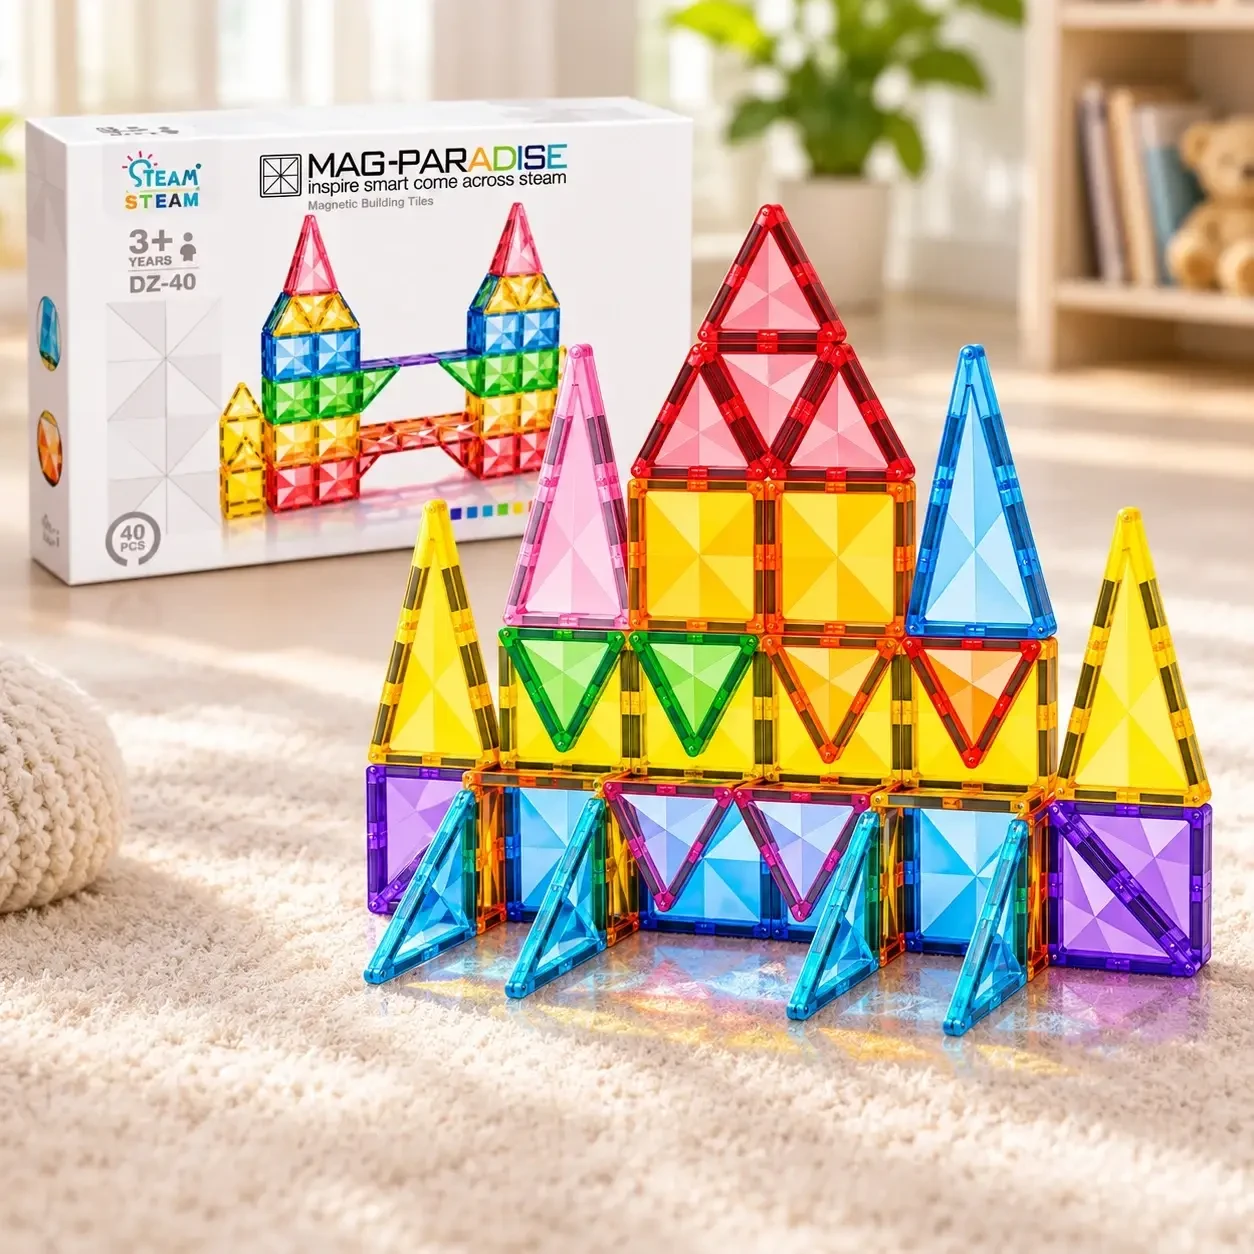 STEAM
STEAM
MAG-PARADISE
inspire smart come across steam
Magnetic Building Tiles
3+
YEARS
DZ-40
40
PCS